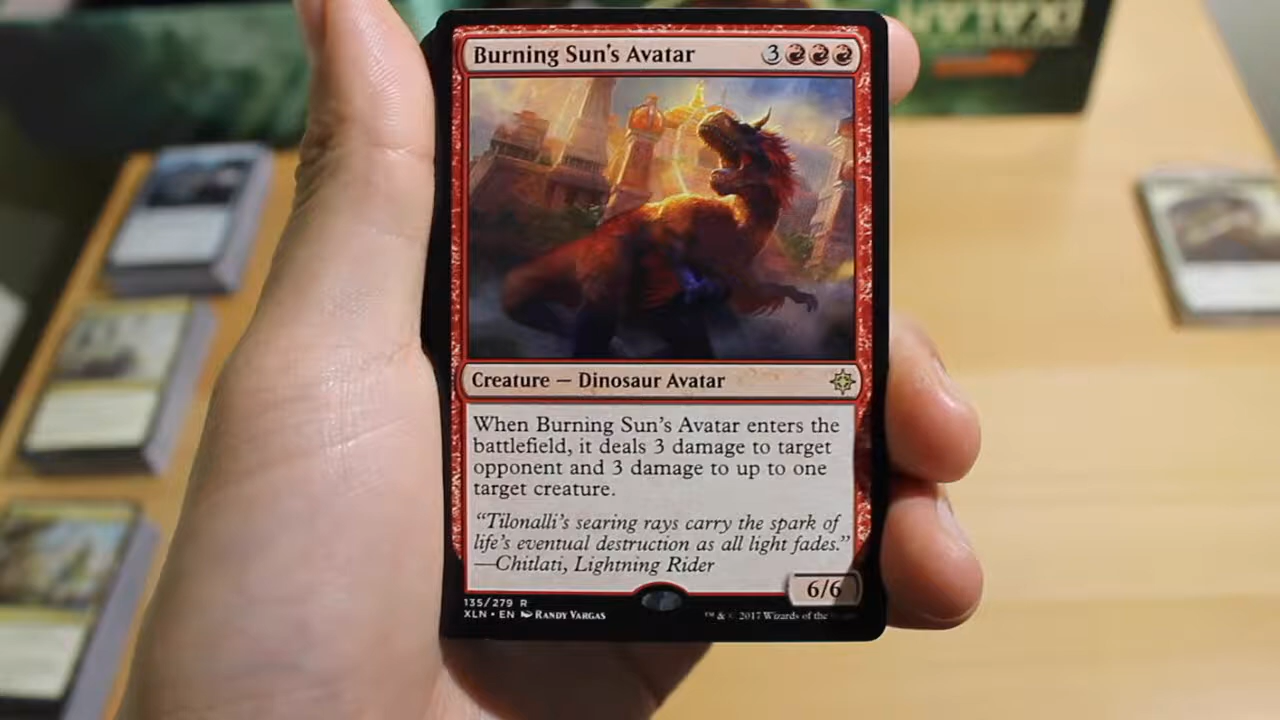 IXALAN
Burning Sun's Avatar 3
Creature — Dinosaur Avatar
When Burning Sun's Avatar enters the
battlefield, it deals 3 damage to target
opponent and 3 damage to up to one
target creature.
“Tilonalli's searing rays carry the spark of
life's eventual destruction as all light fades.”
—Chitlati, Lightning Rider
6/6
135/279 R
XLN • EN Randy Vargas
™ & © 2017 Wizards of the